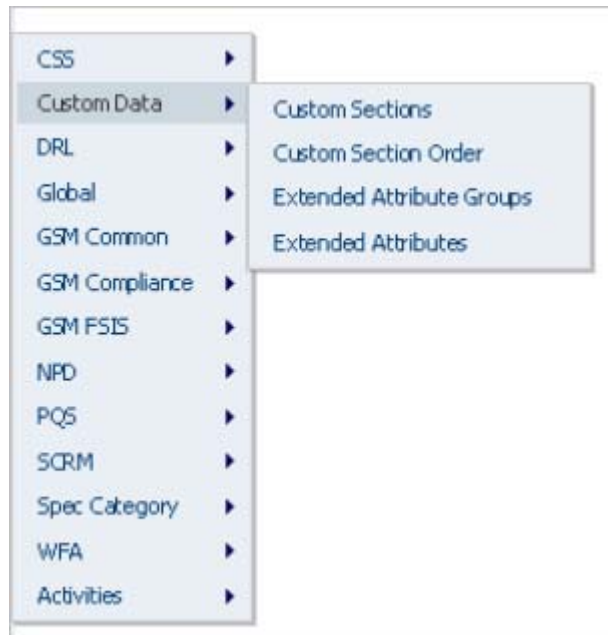 CSS
Custom Data
DRL
Global
GSM Common
GSM Compliance
GSM FSIS
NPD
PQS
SCRM
Spec Category
WFA
Activities
Custom Sections
Custom Section Order
Extended Attribute Groups
Extended Attributes